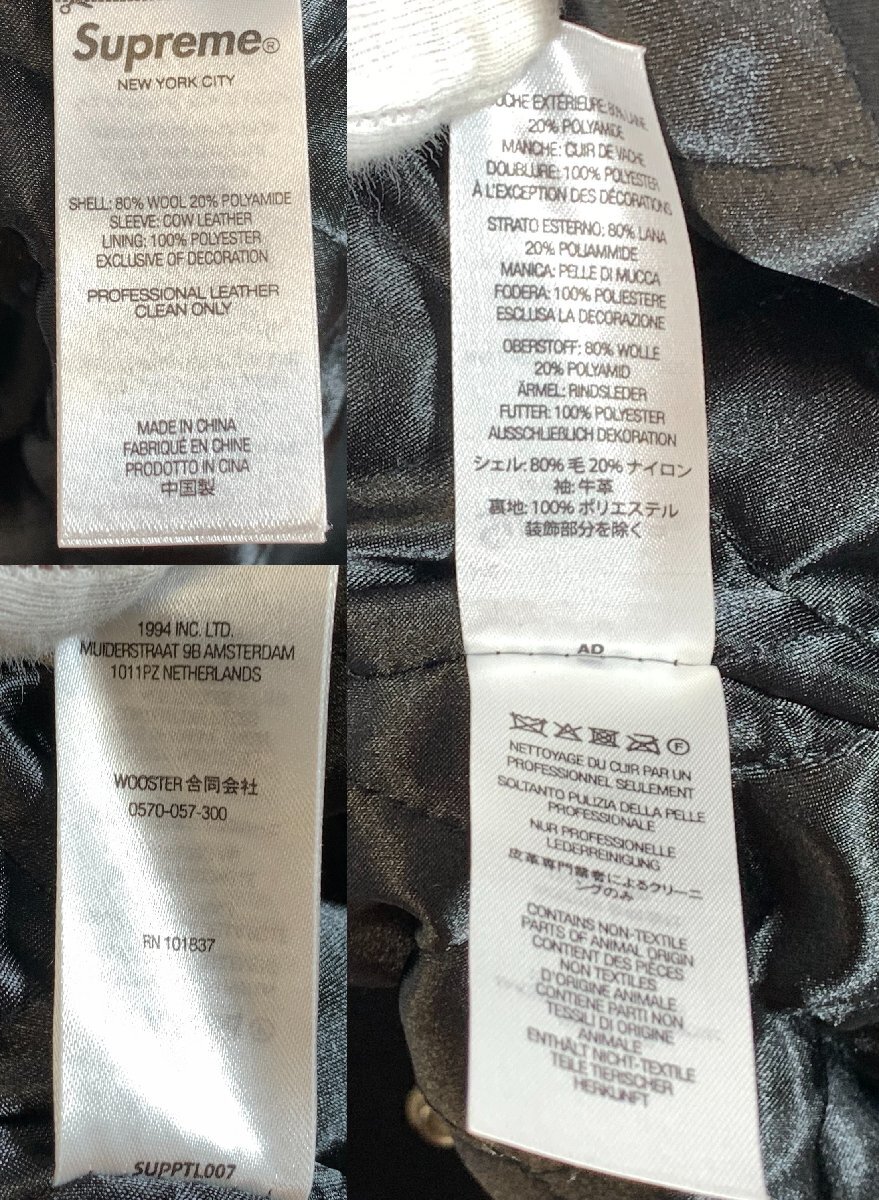 Supreme®
NEW YORK CITY
SHELL: 80% WOOL 20% POLYAMIDE
SLEEVE: COW LEATHER
LINING: 100% POLYESTER
EXCLUSIVE OF DECORATION
PROFESSIONAL LEATHER
CLEAN ONLY
MADE IN CHINA
FABRIQUÉ EN CHINE
PRODOTTO IN CINA
中国製
1994 INC. LTD.
MUIDERSTRAAT 9B AMSTERDAM
1011PZ NETHERLANDS
WOOSTER 合同会社
0570-057-300
RN 101837
SUPPTL007
EXTÉRIEURE: 8% LAINE
20% POLYAMIDE
MANCHE: CUIR DE VACHE
DOUBLURE: 100% POLYESTER
À L'EXCEPTION DES DÉCORATIONS
STRATO ESTERNO: 80% LANA
20% POLIAMMIDE
MANICA: PELLE DI MUCCA
FODERA: 100% POLIESTERE
ESCLUSA LA DECORAZIONE
OBERSTOFF: 80% WOLLE
20% POLYAMID
ÄRMEL: RINDSLEDER
FUTTER: 100% POLYESTER
AUSSCHLIEBLICH DEKORATION
シェル: 80% 毛 20% ナイロン
袖: 牛革
裏地: 100% ポリエステル
装飾部分を除く
AD
F
NETTOYAGE DU CUIR PAR UN
PROFESSIONNEL SEULEMENT
SOLTANTO PULIZIA DELLA PELLE
PROFESSIONALE
NUR PROFESSIONELLE
LEDERREINIGUNG
皮革専門業者によるクリーニ
ングのみ
CONTAINS NON-TEXTILE
PARTS OF ANIMAL ORIGIN
CONTIENT DES PIÈCES
NON TEXTILES
D'ORIGINE ANIMALE
CONTIENE PARTI NON
TESSILI DI ORIGINE
ANIMALE
ENTHÄLT NICHT-TEXTILE
TEILE TIERISCHER
HERKUNFT